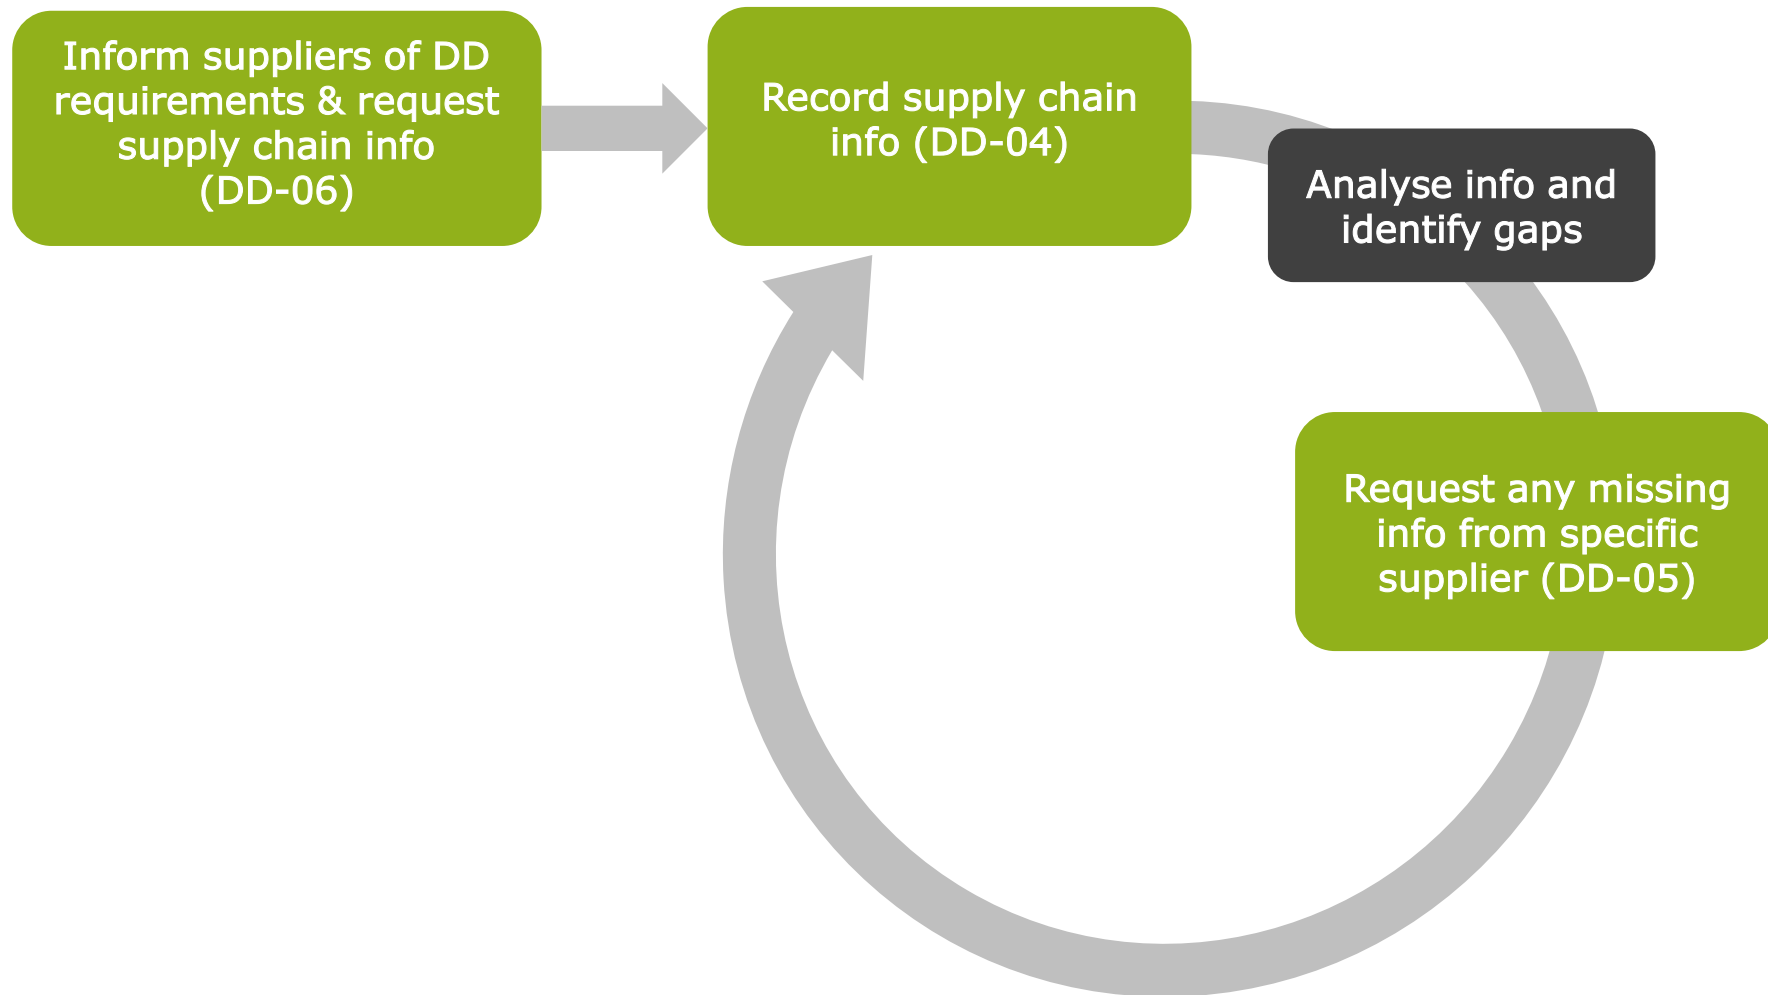 Inform suppliers of DD
requirements & request
supply chain info
(DD-06)
Record supply chain
info (DD-04)
Analyse info and
identify gaps
Request any missing
info from specific
supplier (DD-05)